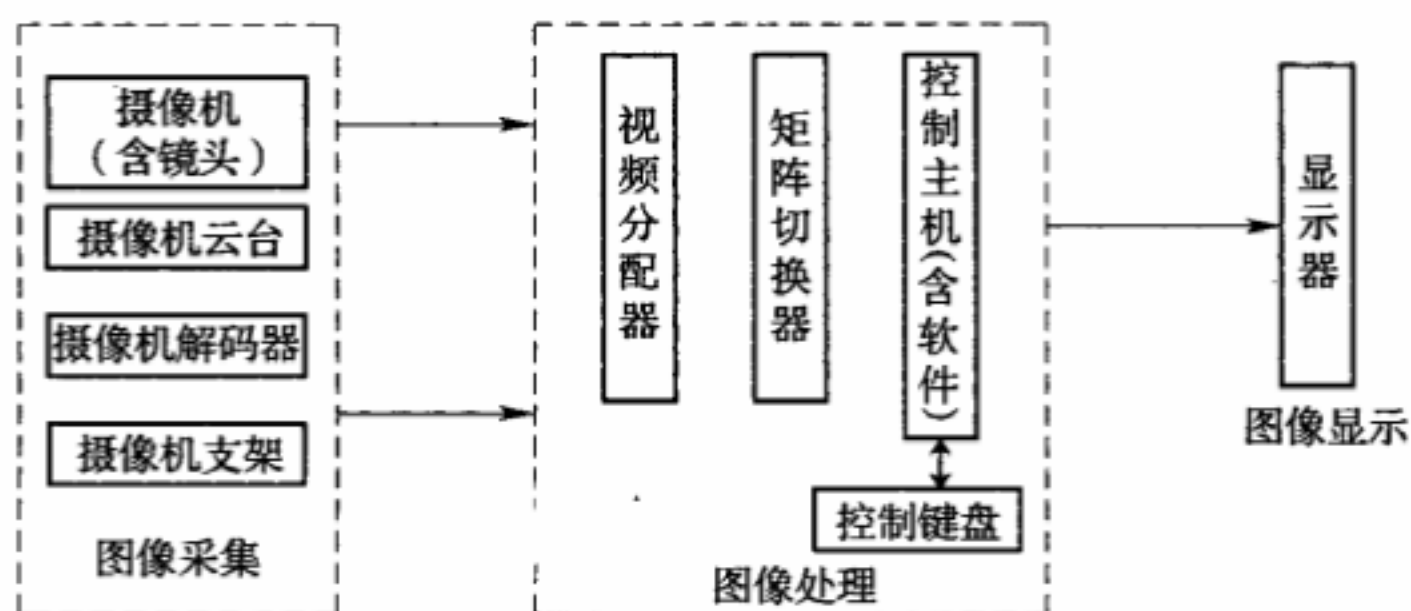 摄像机
（含镜头）
摄像机云台
摄像机解码器
摄像机支架
图像采集
视频分配器
矩阵切换器
控制主机(含软件)
控制键盘
图像处理
显示器
图像显示